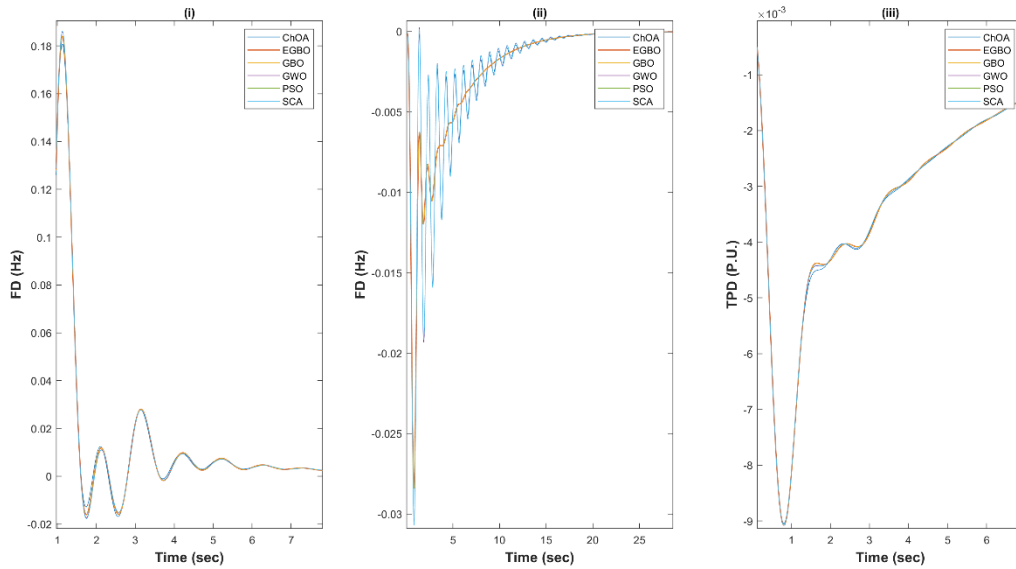 (i)
0.18
0.16
0.14
0.12
0.1
0.08
0.06
0.04
0.02
0
-0.02
FD (Hz)
1 2 3 4 5 6 7
Time (sec)
ChOA
EGBO
GBO
GWO
PSO
SCA
(ii)
0
-0.005
-0.01
-0.015
-0.02
-0.025
-0.03
FD (Hz)
5 10 15 20 25
Time (sec)
ChOA
EGBO
GBO
GWO
PSO
SCA
(iii)
×10⁻³
-1
-2
-3
-4
-5
-6
-7
-8
-9
TPD (P.U.)
1 2 3 4 5 6
Time (sec)
ChOA
EGBO
GBO
GWO
PSO
SCA